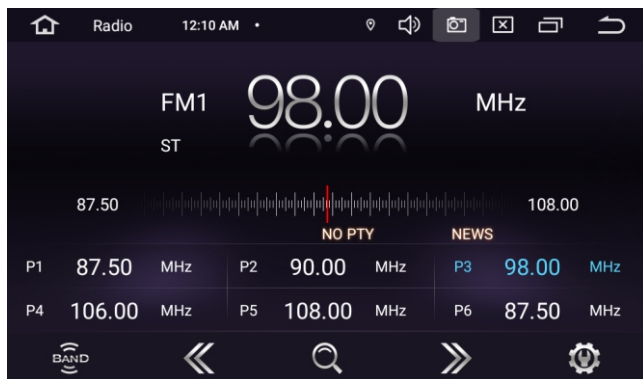 Radio 12:10 AM
FM1 98.00 MHz
ST
87.50 108.00
NO PTY NEWS
P1 87.50 MHz P2 90.00 MHz P3 98.00 MHz
P4 106.00 MHz P5 108.00 MHz P6 87.50 MHz
BAND